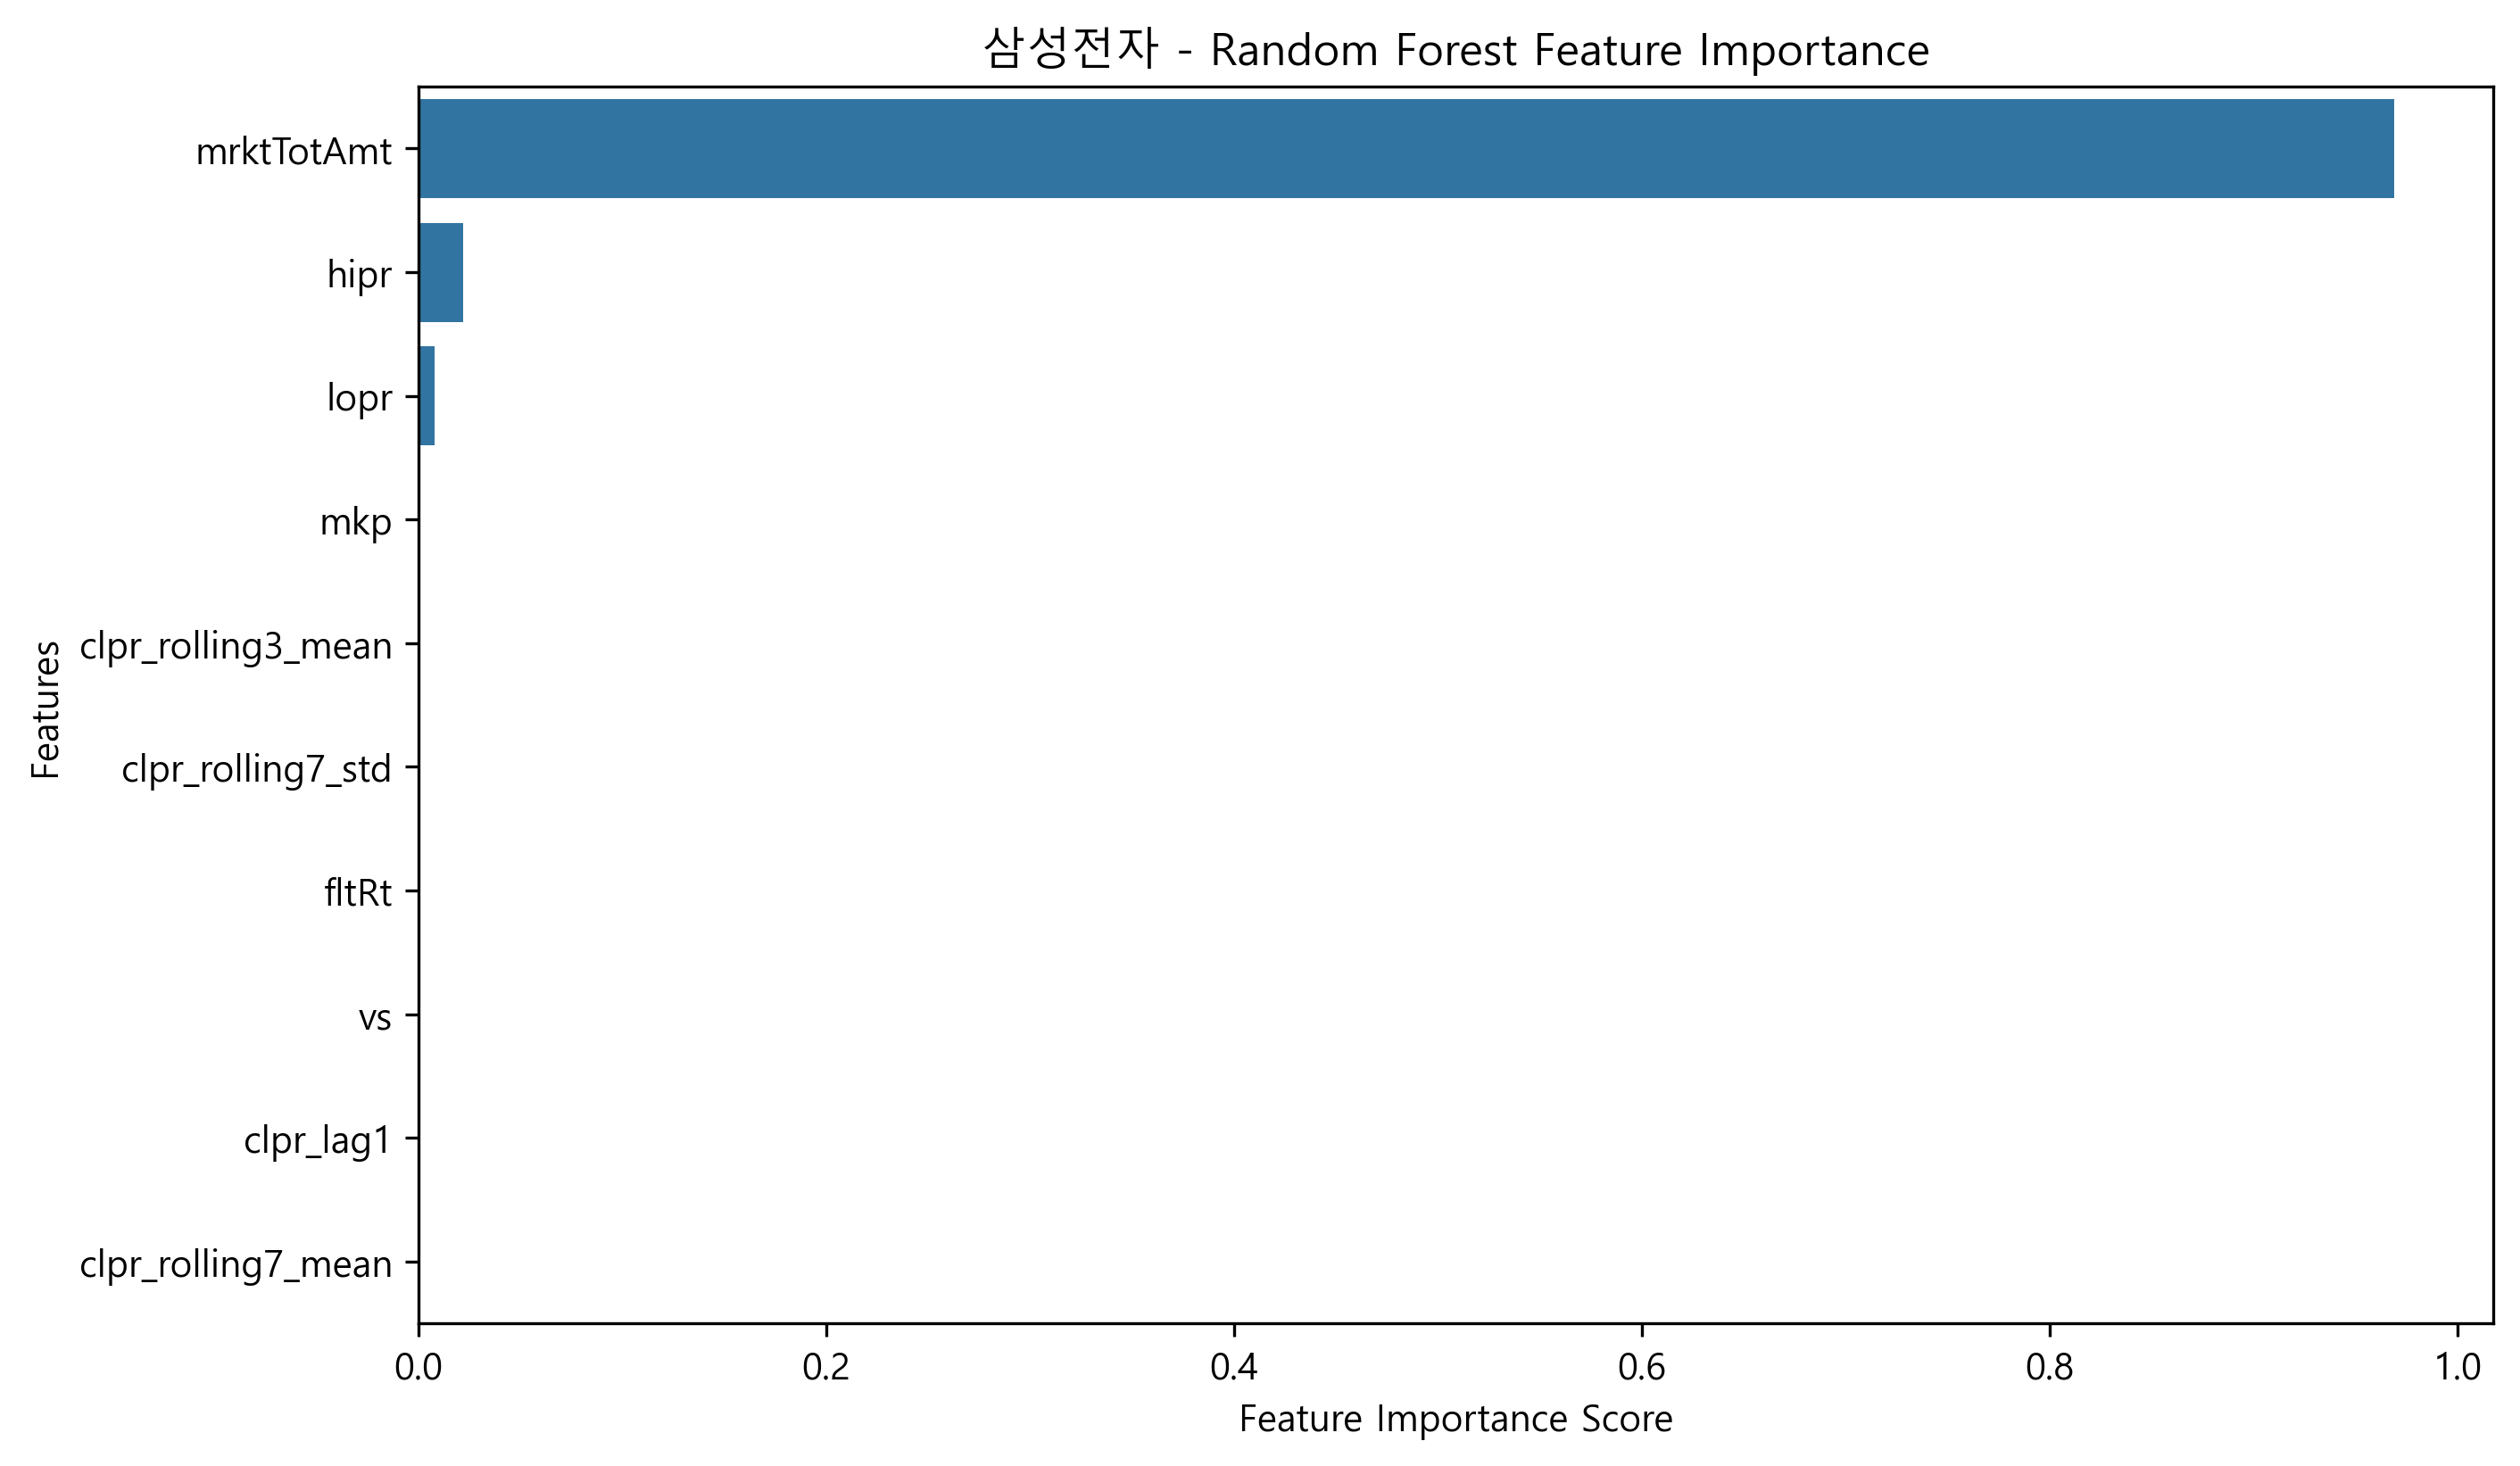 삼성전자 - Random Forest Feature Importance
mrktTotAmt
hipr
lopr
mkp
clpr_rolling3_mean
clpr_rolling7_std
fltRt
vs
clpr_lag1
clpr_rolling7_mean
Features
0.0 0.2 0.4 0.6 0.8 1.0
Feature Importance Score